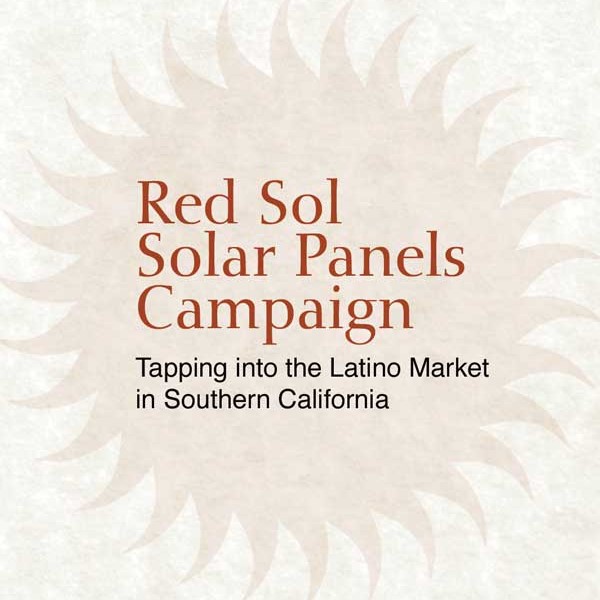 Red Sol
Solar Panels
Campaign
Tapping into the Latino Market
in Southern California